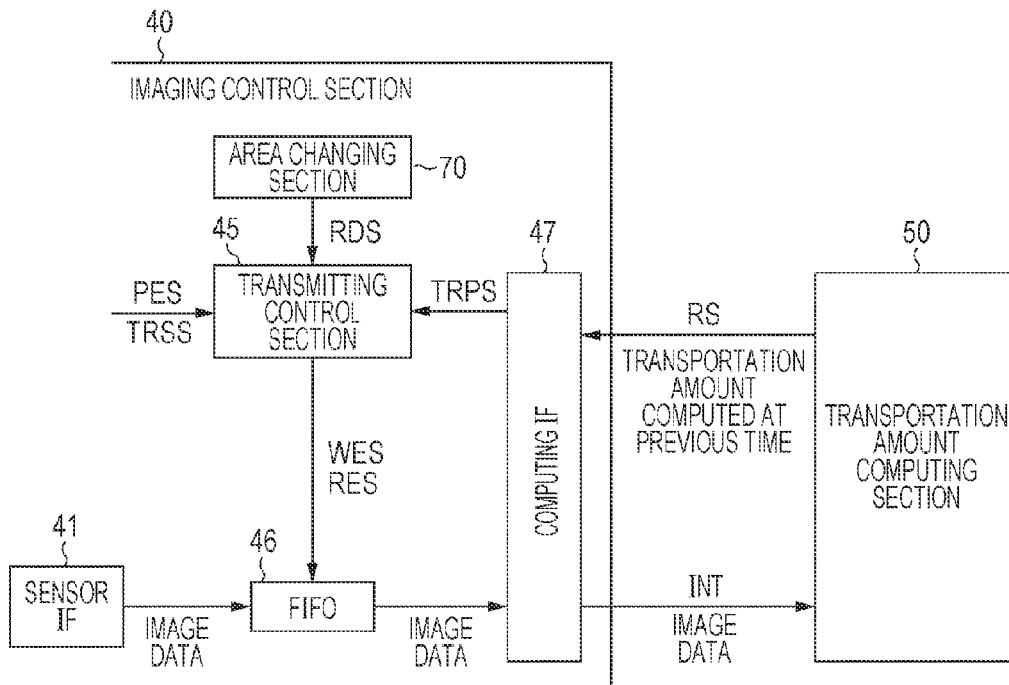 40
IMAGING CONTROL SECTION
AREA CHANGING
SECTION
70
RDS
45
TRANSMITTING
CONTROL
SECTION
PES
TRSS
TRPS
47
COMPUTING IF
50
RS
TRANSPORTATION
AMOUNT
COMPUTED AT
PREVIOUS TIME
TRANSPORTATION
AMOUNT
COMPUTING
SECTION
WES
RES
41
SENSOR
IF
46
FIFO
IMAGE
DATA
IMAGE
DATA
INT
IMAGE
DATA